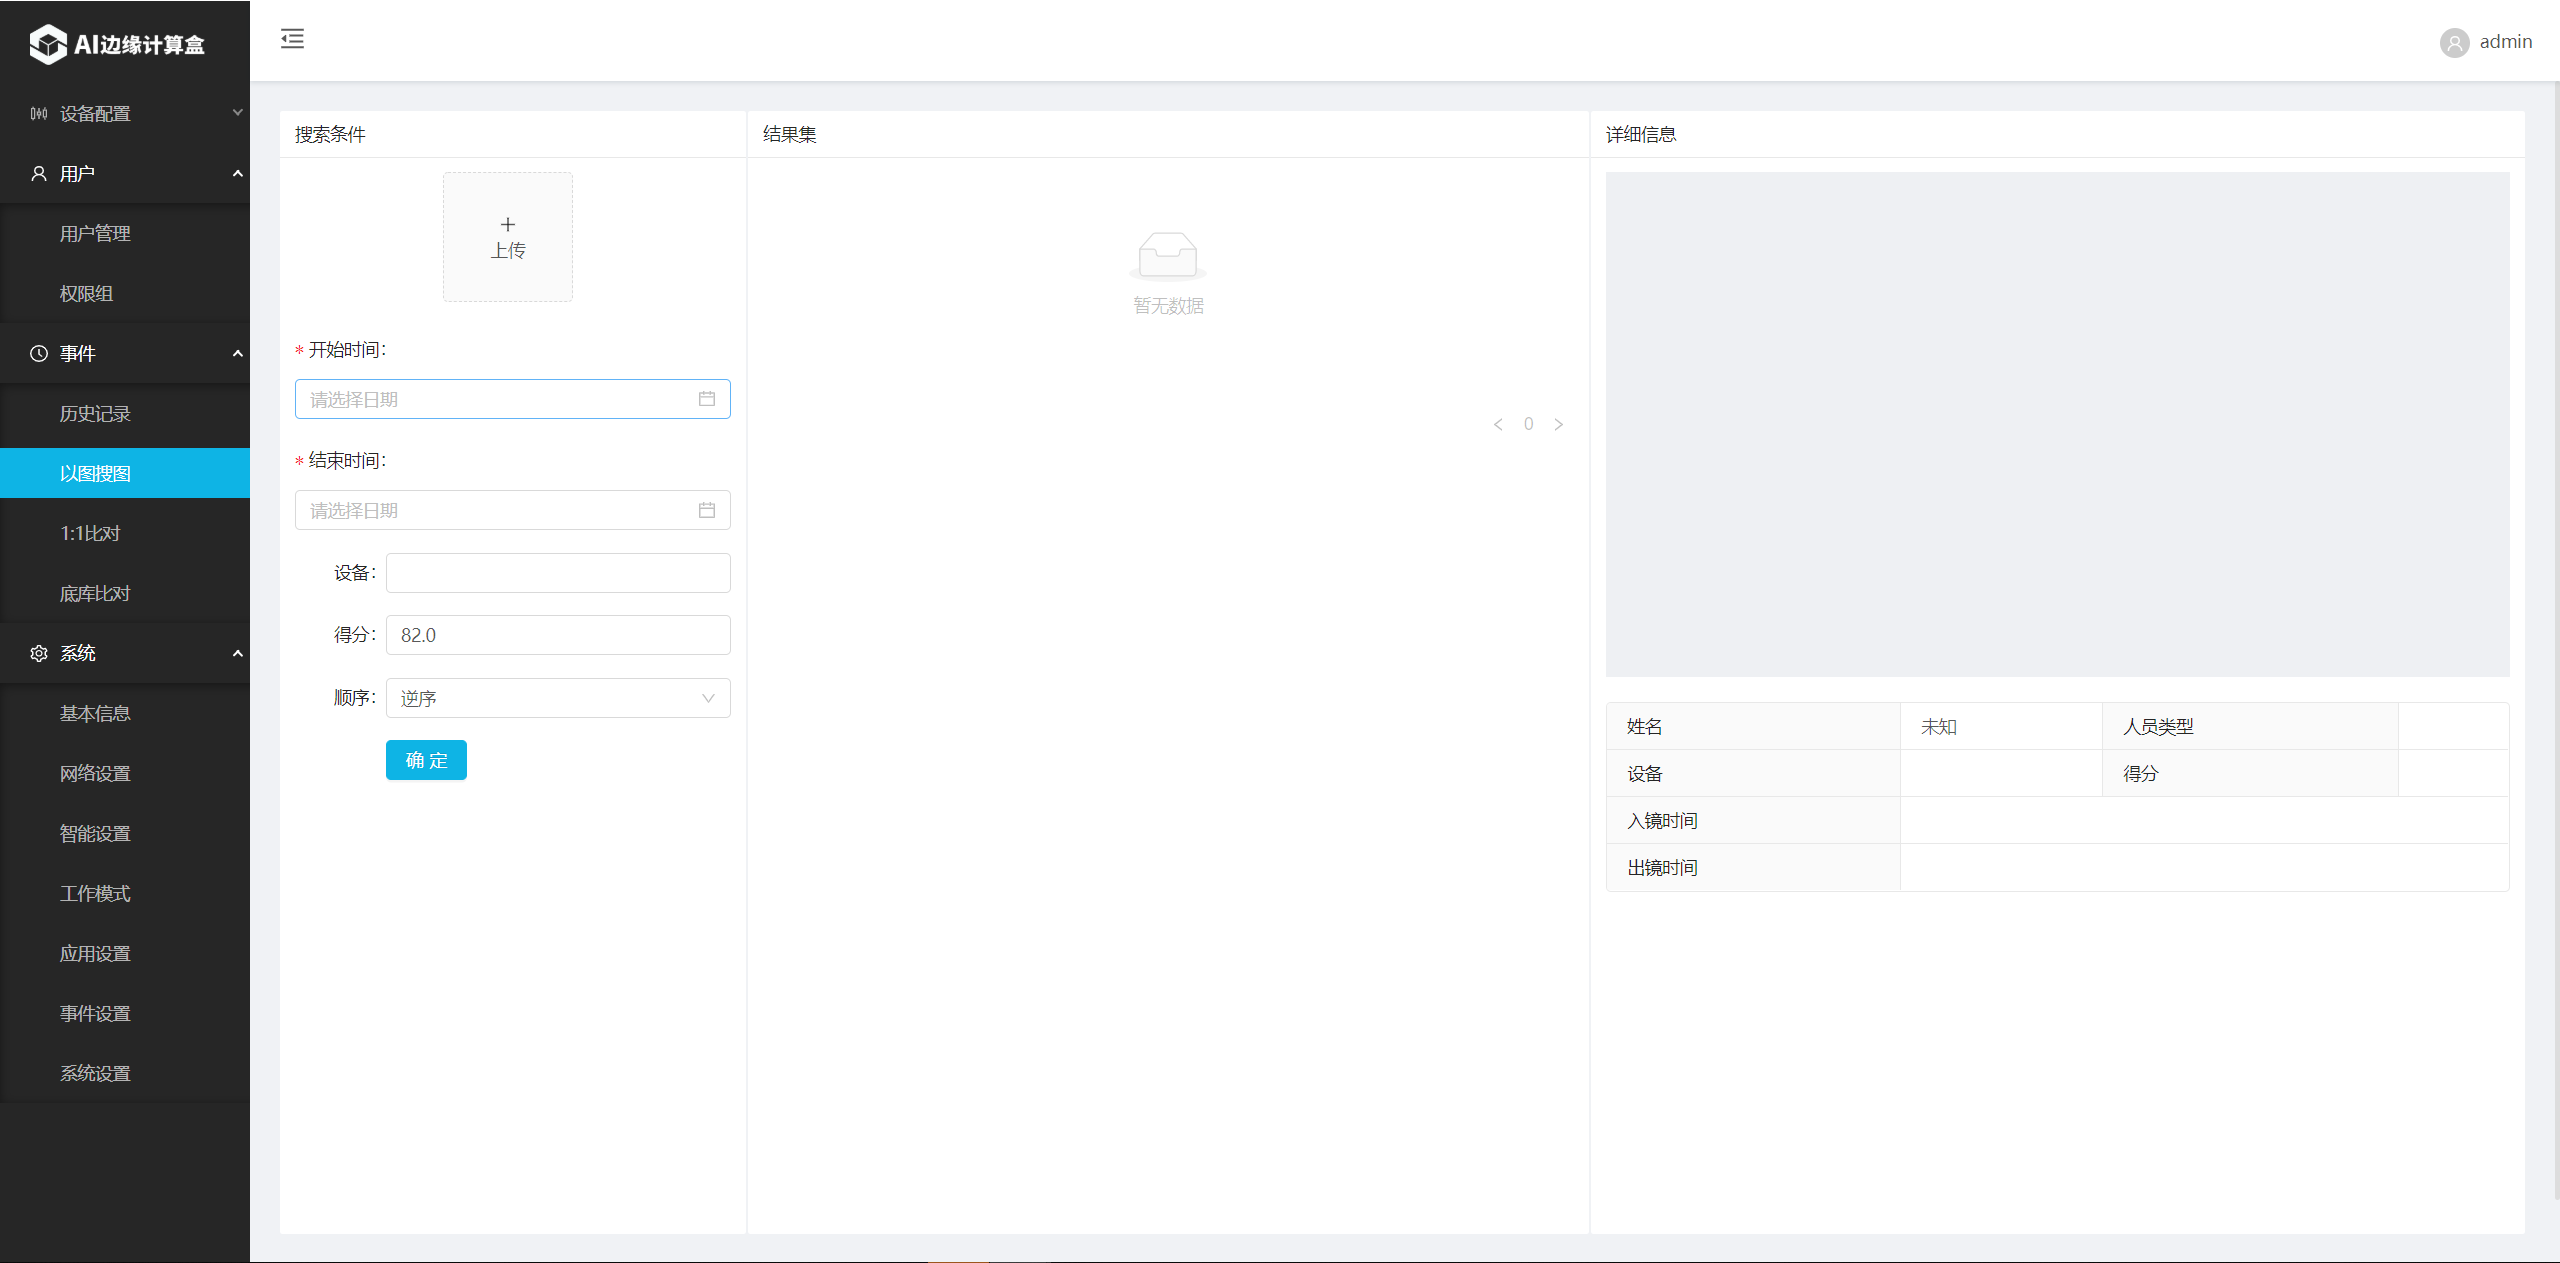 AI边缘计算盒
admin
设备配置
用户
用户管理
权限组
事件
历史记录
以图搜图
1:1比对
底库比对
系统
基本信息
网络设置
智能设置
工作模式
应用设置
事件设置
系统设置
搜索条件
上传
* 开始时间：
请选择日期
* 结束时间：
请选择日期
设备：
得分： 82.0
顺序： 逆序
确 定
结果集
暂无数据
< 0 >
详细信息
姓名 未知 人员类型
设备 得分
入镜时间
出镜时间